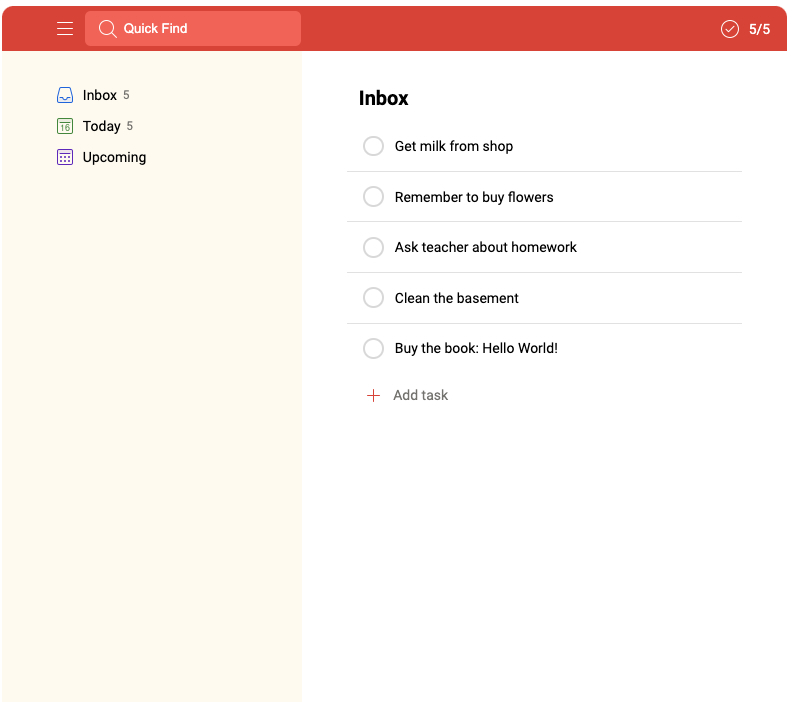 Quick Find
5/5
Inbox 5
16 Today 5
Upcoming
Inbox
Get milk from shop
Remember to buy flowers
Ask teacher about homework
Clean the basement
Buy the book: Hello World!
Add task